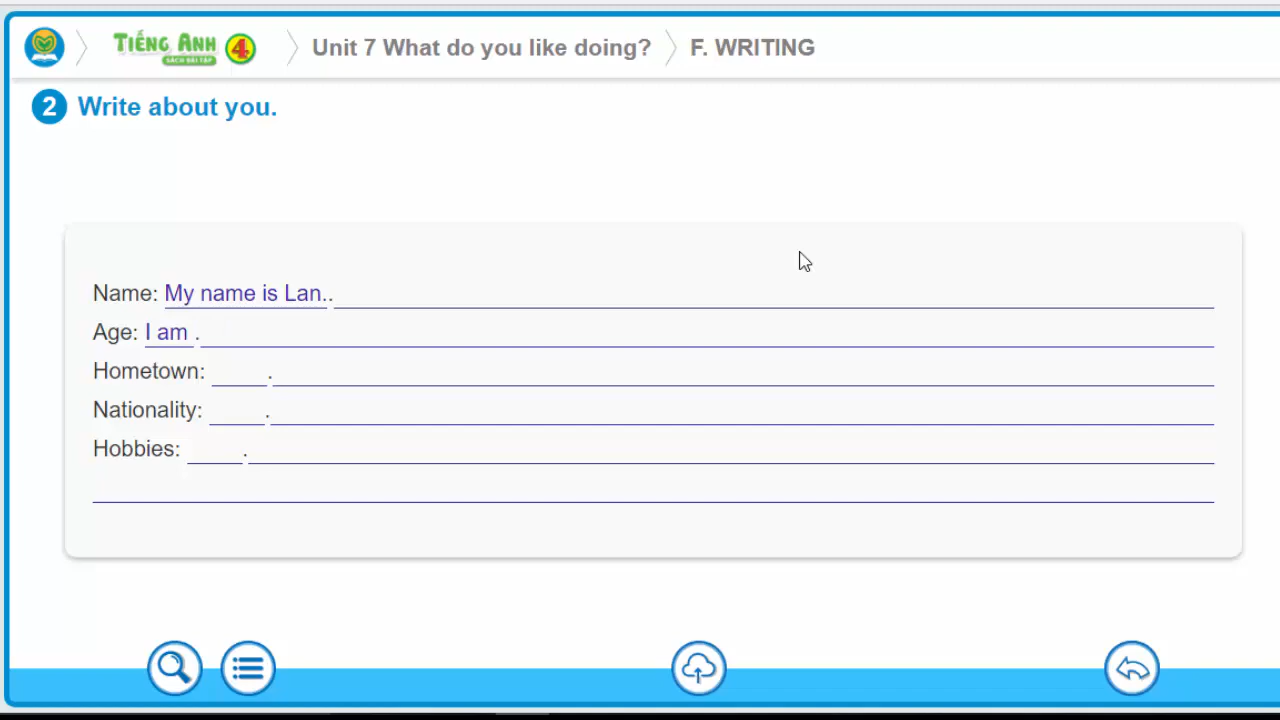 TIẾNG ANH 4
SÁCH BÀI TẬP
Unit 7 What do you like doing?
F. WRITING
2 Write about you.
Name: My name is Lan..
Age: I am .
Hometown: .
Nationality: .
Hobbies: .